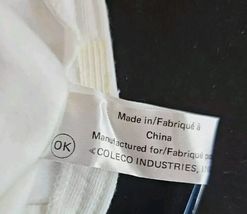 Made in/Fabriqué à
China
OK
Manufactured for/Fabriqué
COLECO INDUSTRIES,